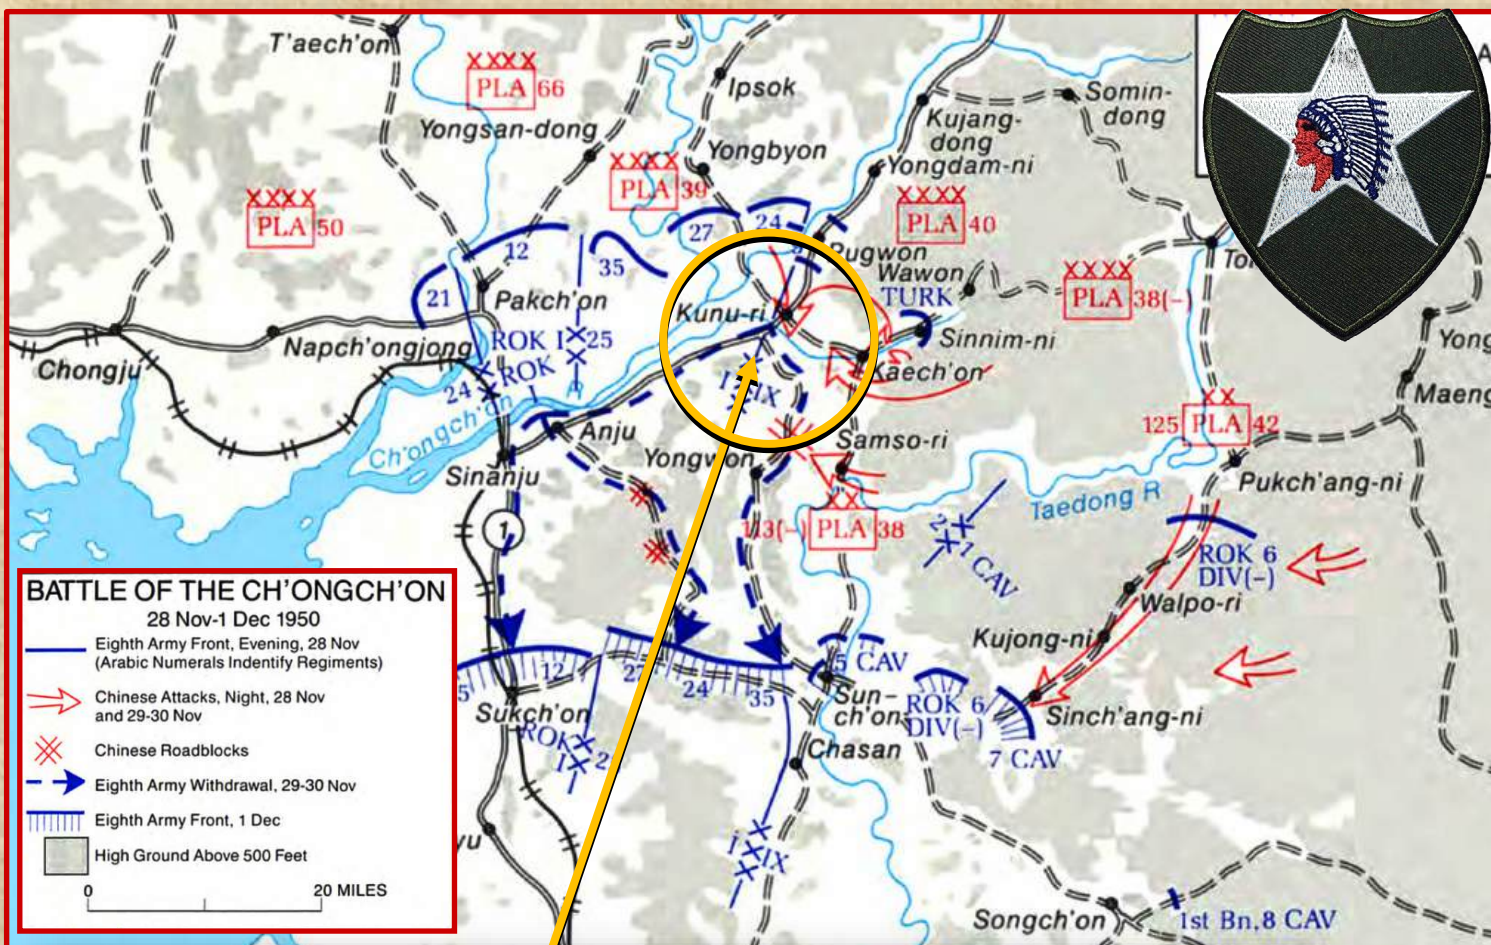 T'aech'on
PLA 66
Ipsok
Yongsan-dong
Yongbyon
Kujang-
dong
Somin-
dong
Yongdam-ni
PLA 39
PLA 50
PLA 40
12
27
24
35
21
Pugwon
Wawon
TURK
PLA 38(-)
Pakch'on
Kunu-ri
Sinnim-ni
ROK I 25
Napch'ongjong
24 ROK I
Chongju
Kaech'on
I IX
Ch'ongch'on
Anju
Samso-ri
125 PLA 42
Yongwon
Sinanju
Pukch'ang-ni
Taedong R
1
PLA 38
2 1 CAV
ROK 6
DIV(-)
Walpo-ri
Kujong-ni
BATTLE OF THE CH'ONGCH'ON
28 Nov-1 Dec 1950
Eighth Army Front, Evening, 28 Nov
(Arabic Numerals Indentify Regiments)
Chinese Attacks, Night, 28 Nov
and 29-30 Nov
Chinese Roadblocks
Eighth Army Withdrawal, 29-30 Nov
Eighth Army Front, 1 Dec
High Ground Above 500 Feet
0 20 MILES
5
12
24
35
5 CAV
Sukch'on
Sun-
ch'on
ROK 6
DIV(-)
Sinch'ang-ni
ROK
I
7 CAV
Chasan
I IX
Songch'on
1st Bn, 8 CAV